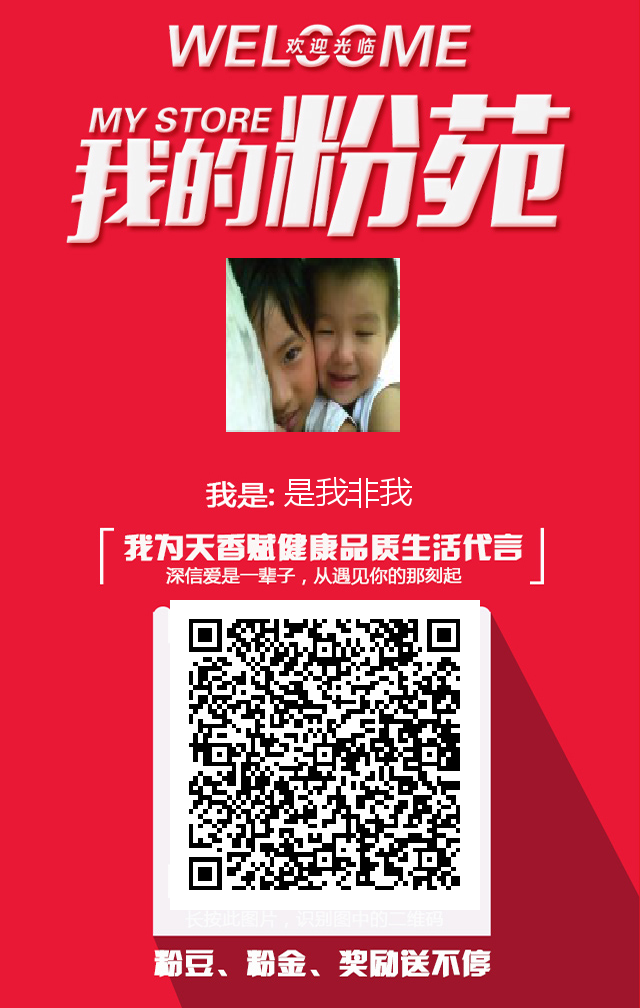 WELCOME
欢迎光临
MY STORE
我的粉苑
我是: 是我非我
我为天香赋健康品质生活代言
深信爱是一辈子，从遇见你的那刻起
长按此图片，识别图中的二维码
粉豆、粉金、奖励送不停